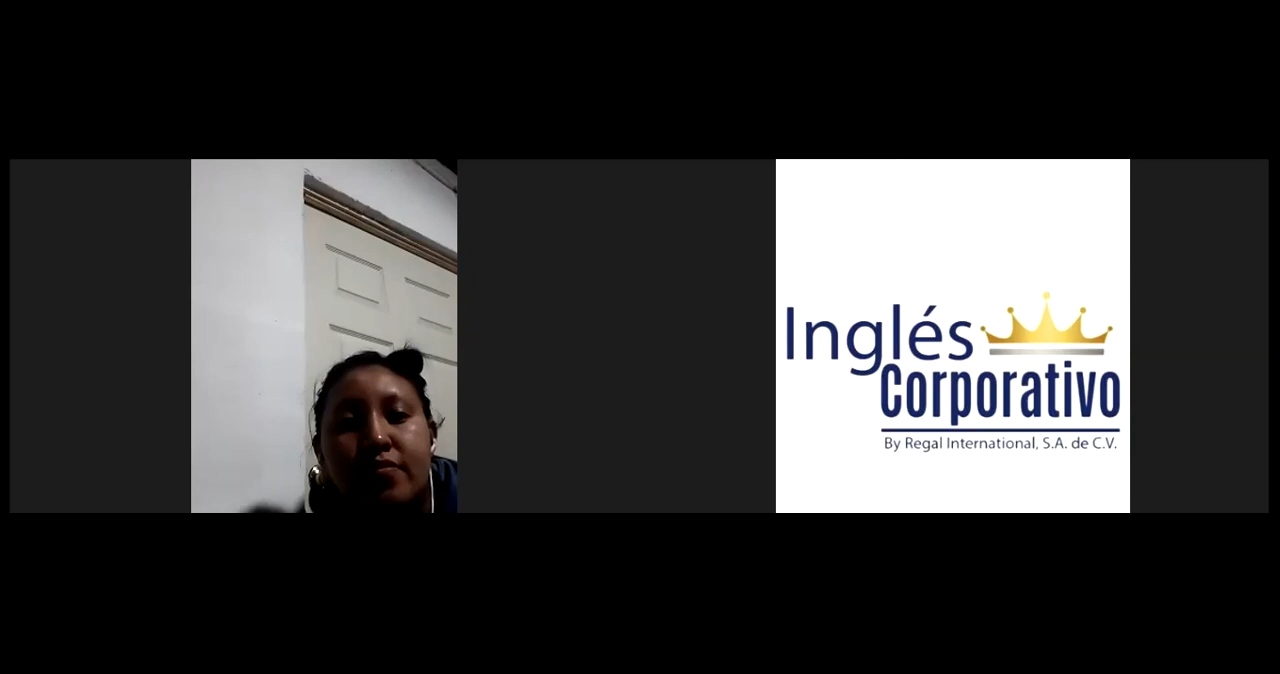 Inglés
Corporativo
By Regal International, S.A. de C.V.